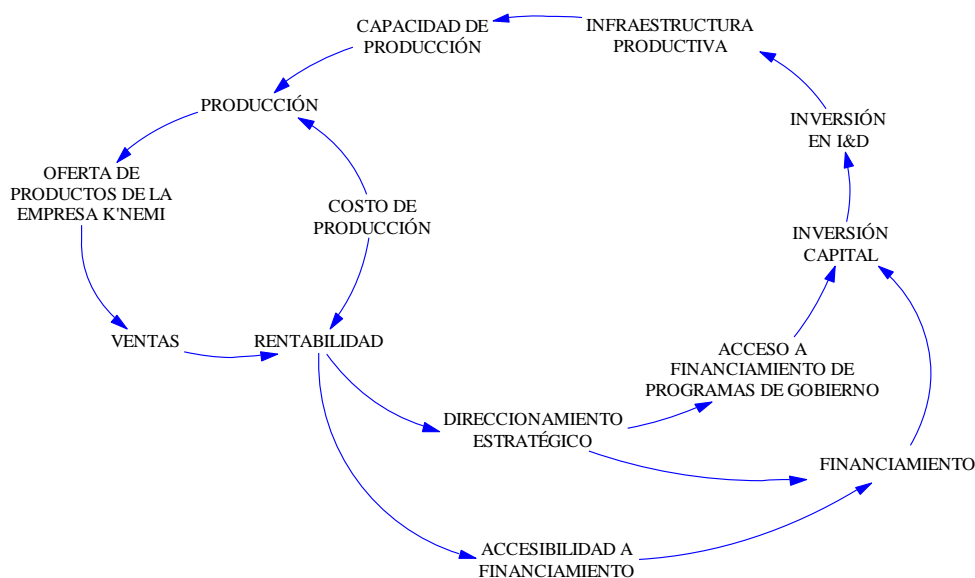 CAPACIDAD DE
PRODUCCIÓN
INFRAESTRUCTURA
PRODUCTIVA
PRODUCCIÓN
INVERSIÓN
EN I&D
OFERTA DE
PRODUCTOS DE LA
EMPRESA K'NEMI
COSTO DE
PRODUCCIÓN
INVERSIÓN
CAPITAL
VENTAS
RENTABILIDAD
ACCESO A
FINANCIAMIENTO DE
PROGRAMAS DE GOBIERNO
DIRECCIONAMIENTO
ESTRATÉGICO
FINANCIAMIENTO
ACCESIBILIDAD A
FINANCIAMIENTO